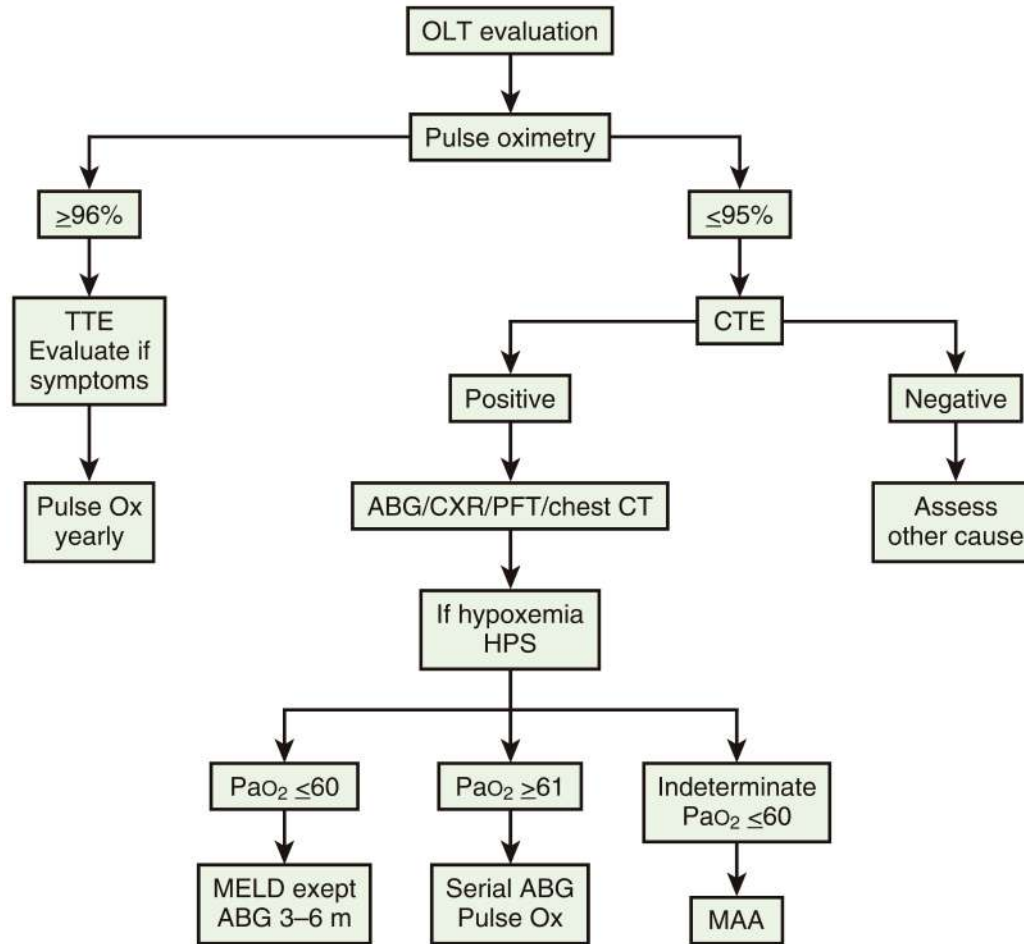 OLT evaluation
Pulse oximetry
≥96%
≤95%
TTE
Evaluate if
symptoms
CTE
Positive
Negative
Pulse Ox
yearly
ABG/CXR/PFT/chest CT
Assess
other cause
If hypoxemia
HPS
PaO₂ ≤60
PaO₂ ≥61
Indeterminate
PaO₂ ≤60
MELD exept
ABG 3–6 m
Serial ABG
Pulse Ox
MAA